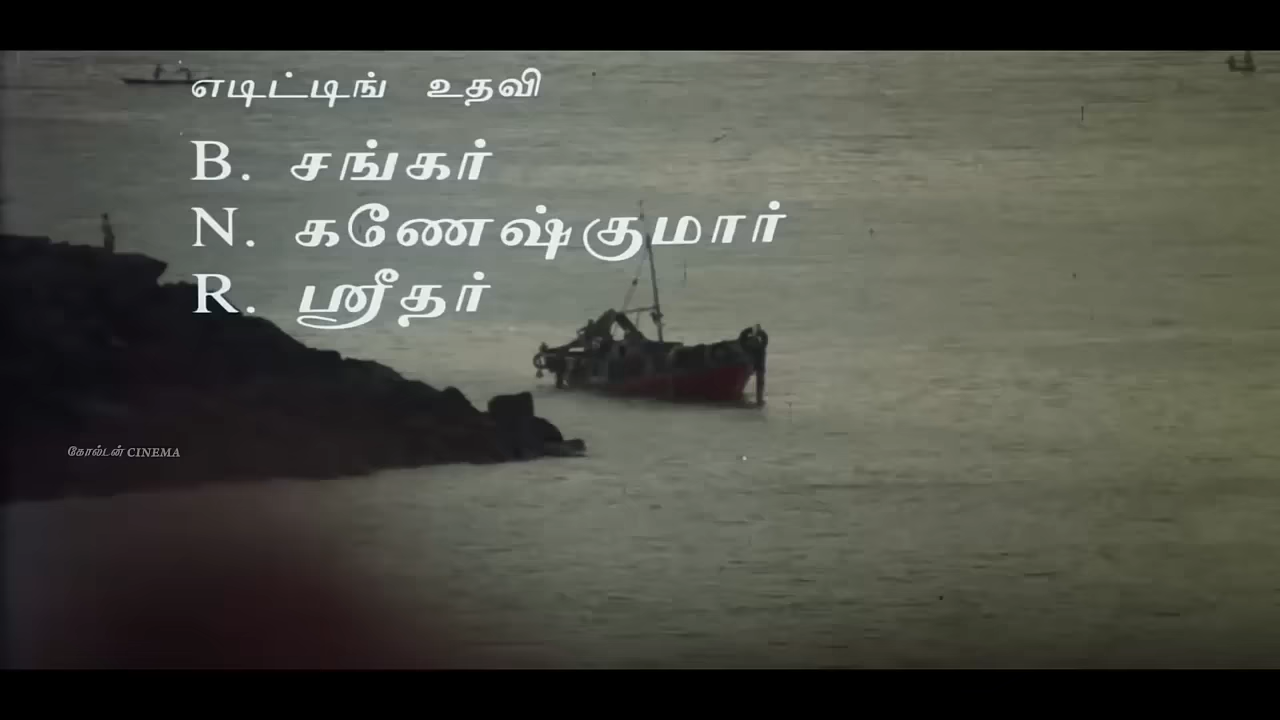 எடிட்டிங் உதவி
B. சங்கர்
N. கணேஷ்குமார்
R. ஸ்ரீதர்
கோல்டன் CINEMA